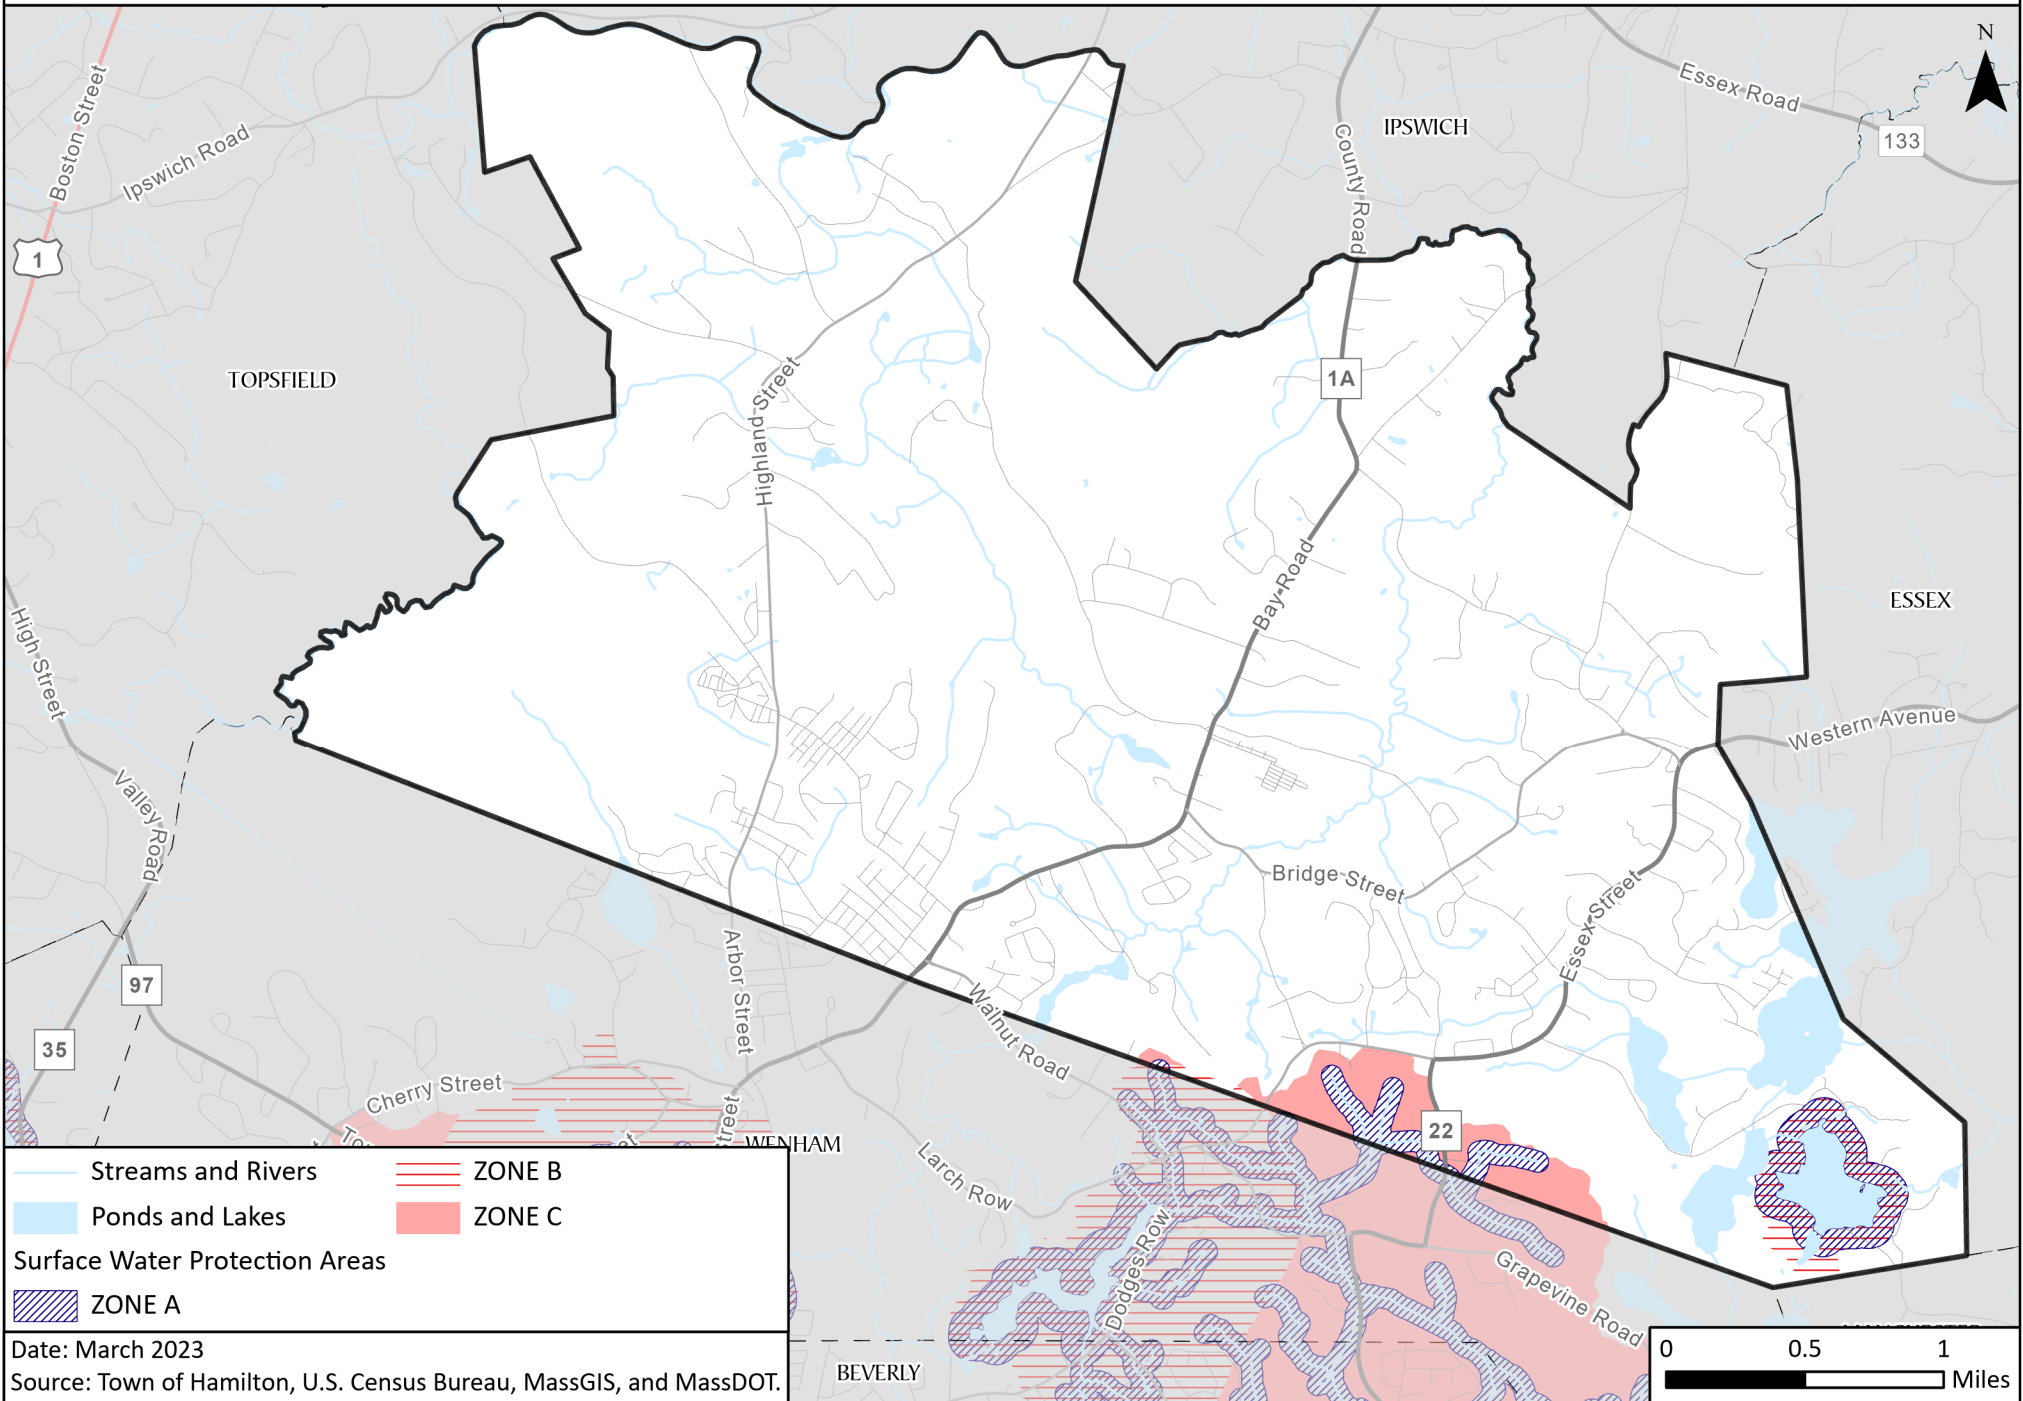 N
Essex Road
133
IPSWICH
County Road
Boston Street
Ipswich Road
1
TOPSFIELD
1A
Highland Street
Bay Road
ESSEX
High Street
Western Avenue
Valley Road
Bridge Street
Essex Street
Arbor Street
97
Walnut Road
35
Cherry Street
22
WENHAM
Larch Row
Dodges Row
Grapevine Road
BEVERLY
Streams and Rivers
ZONE B
Ponds and Lakes
ZONE C
Surface Water Protection Areas
ZONE A
Date: March 2023
Source: Town of Hamilton, U.S. Census Bureau, MassGIS, and MassDOT.
0 0.5 1
Miles